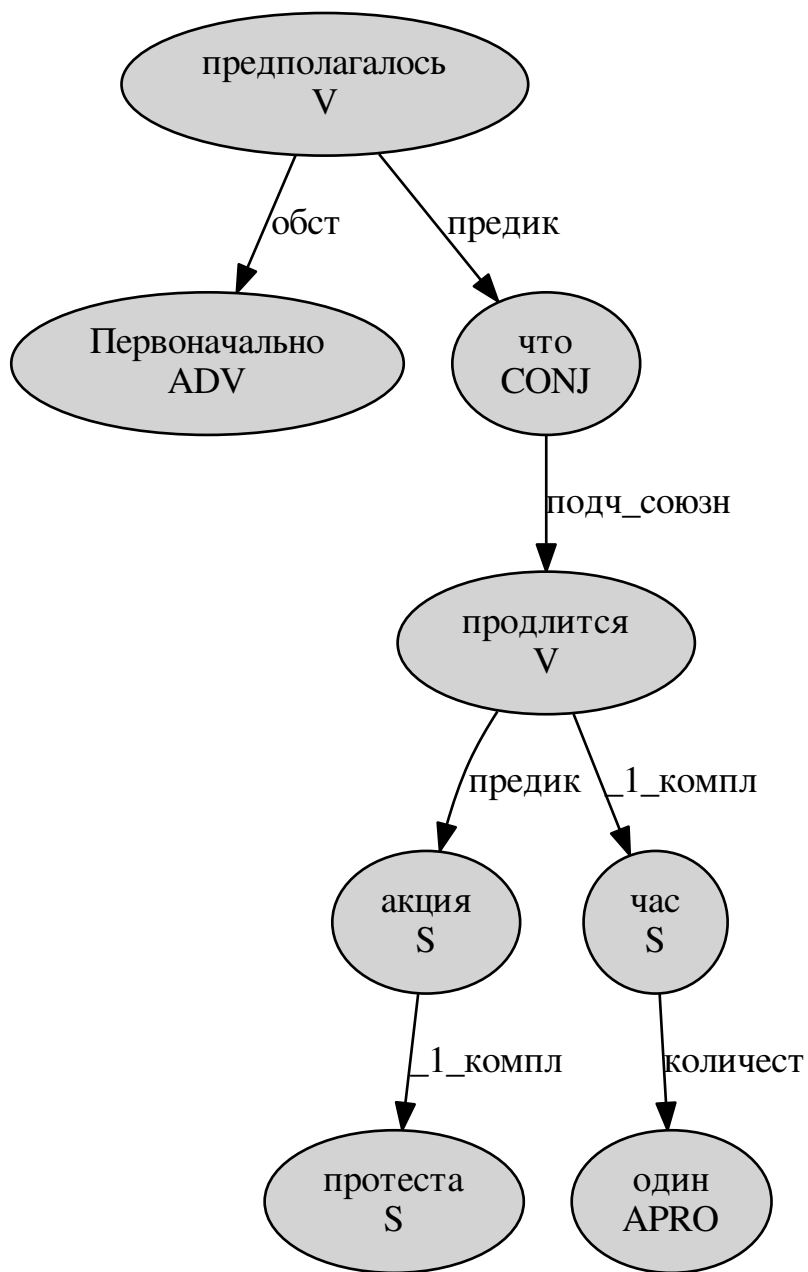 предполагалось
V
обст
предик
Первоначально
ADV
что
CONJ
подч_союзн
продлится
V
предик
_1_компл
акция
S
час
S
_1_компл
количест
протеста
S
один
APRO